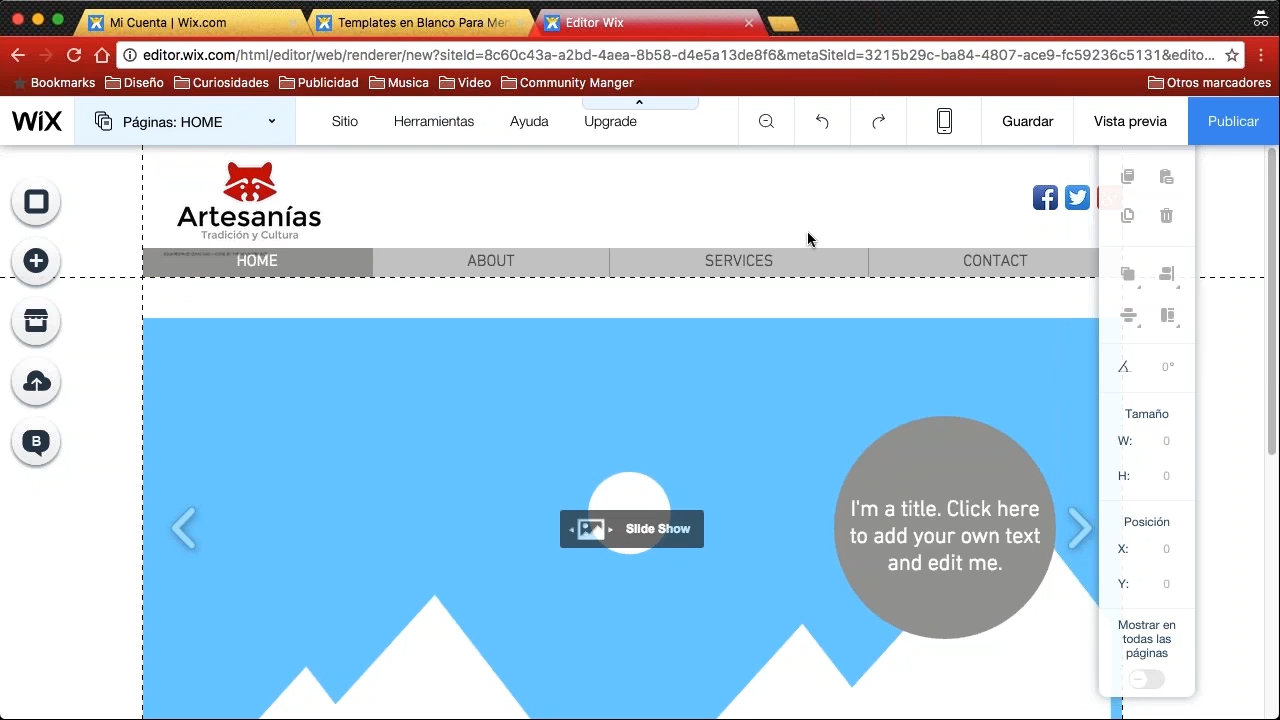 Mi Cuenta | Wix.com
Templates en Blanco Para Mer
Editor Wix
editor.wix.com/html/editor/web/renderer/new?siteId=8c60c43a-a2bd-4aea-8b58-d4e5a13de8f6&metaSiteId=3215b29c-ba84-4807-ace9-fc59236c5131&edito...
Bookmarks Diseño Curiosidades Publicidad Musica Video Community Manger Otros marcadores
WiX Páginas: HOME Sitio Herramientas Ayuda Upgrade Guardar Vista previa Publicar
Artesanías
Tradición y Cultura
HOME ABOUT SERVICES CONTACT
0°
Tamaño
W: 0
H: 0
Posición
X: 0
Y: 0
Mostrar en
todas las
páginas
B
Slide Show
I'm a title. Click here
to add your own text
and edit me.